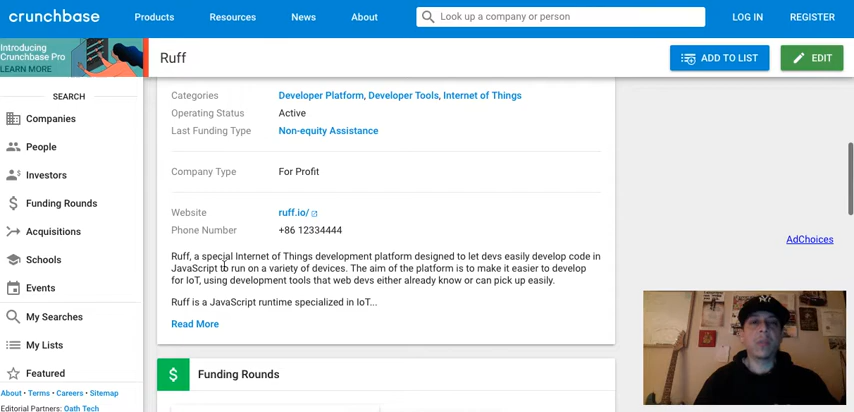 crunchbase
Products
Resources
News
About
Look up a company or person
LOG IN
REGISTER
Introducing
Crunchbase Pro
LEARN MORE
Ruff
ADD TO LIST
EDIT
SEARCH
Companies
People
Investors
Funding Rounds
Acquisitions
Schools
Events
My Searches
My Lists
Featured
About • Terms • Careers • Sitemap
Editorial Partners: Oath Tech
Categories Developer Platform, Developer Tools, Internet of Things
Operating Status Active
Last Funding Type Non-equity Assistance
Company Type For Profit
Website ruff.io/
Phone Number +86 12334444
Ruff, a special Internet of Things development platform designed to let devs easily develop code in
JavaScript to run on a variety of devices. The aim of the platform is to make it easier to develop
for IoT, using development tools that web devs either already know or can pick up easily.
Ruff is a JavaScript runtime specialized in IoT...
Read More
$ Funding Rounds
AdChoices